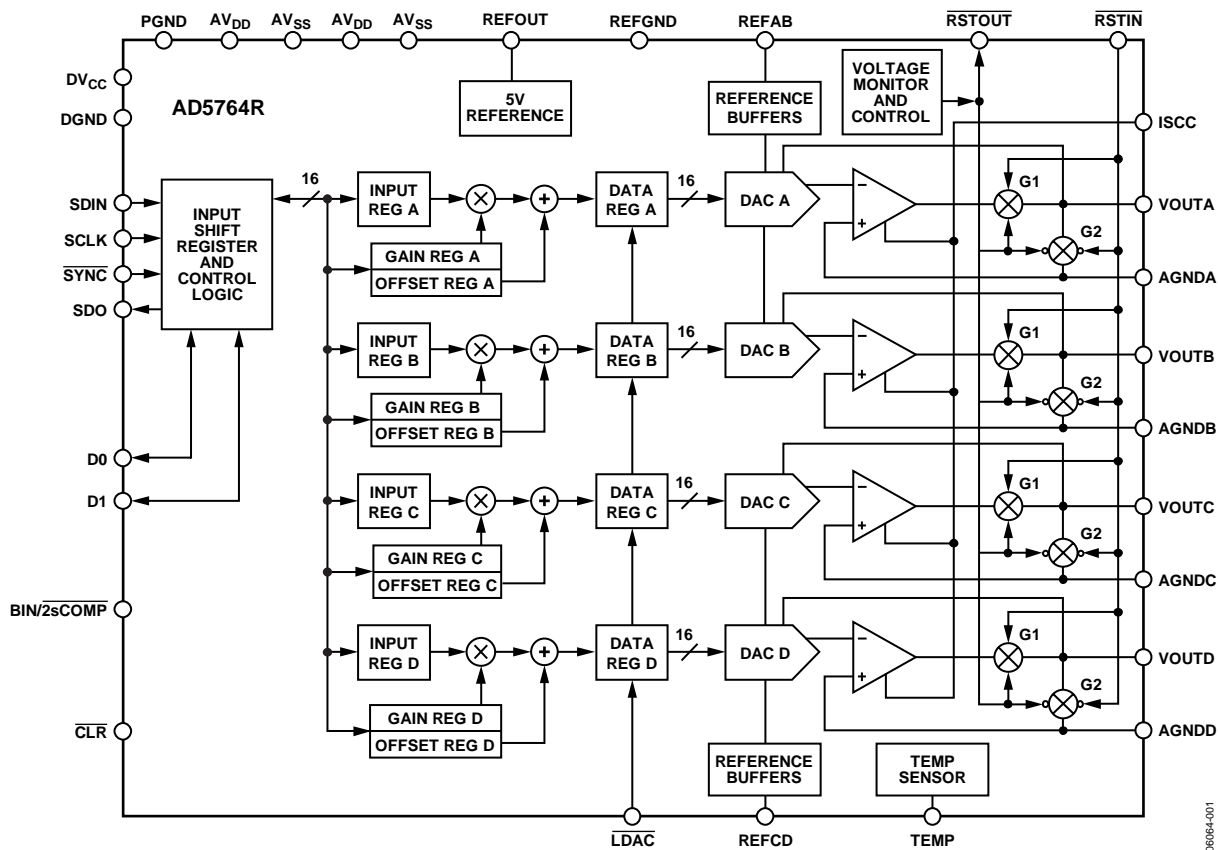 PGND AVDD AVSS AVDD AVSS REFOUT REFGND REFAB RSTOUT RSTIN
DVCC
DGND
AD5764R
5V
REFERENCE
REFERENCE
BUFFERS
VOLTAGE
MONITOR
AND
CONTROL
ISCC
SDIN
SCLK
SYNC
SDO
INPUT
SHIFT
REGISTER
AND
CONTROL
LOGIC
16
INPUT
REG A
×
+
GAIN REG A
OFFSET REG A
DATA
REG A
16
DAC A
−
+
G1
G2
VOUTA
AGNDA
INPUT
REG B
×
+
GAIN REG B
OFFSET REG B
DATA
REG B
16
DAC B
−
+
G1
G2
VOUTB
AGNDB
D0
D1
INPUT
REG C
×
+
GAIN REG C
OFFSET REG C
DATA
REG C
16
DAC C
−
+
G1
G2
VOUTC
AGNDC
BIN/2sCOMP
CLR
INPUT
REG D
×
+
GAIN REG D
OFFSET REG D
DATA
REG D
16
DAC D
−
+
G1
G2
VOUTD
AGNDD
REFERENCE
BUFFERS
TEMP
SENSOR
LDAC REFCD TEMP
06064-001